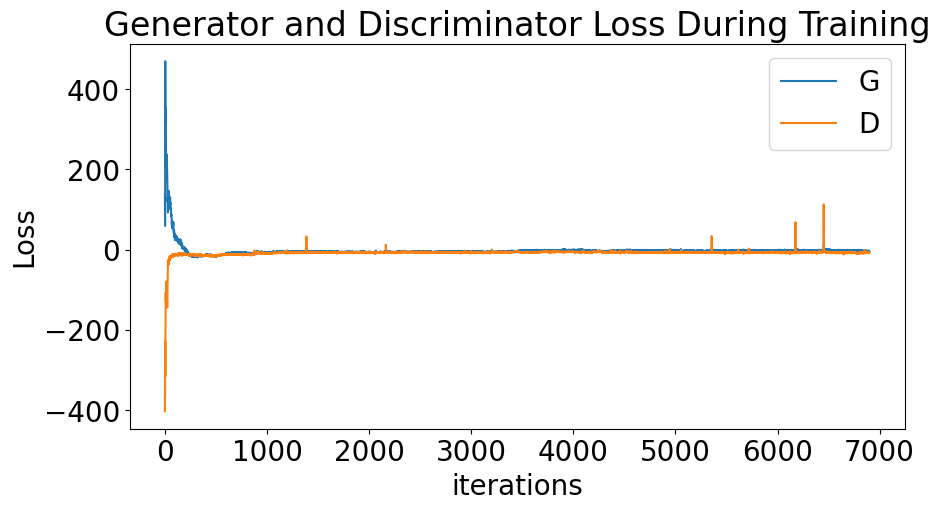 Generator and Discriminator Loss During Training
Loss
400
200
0
−200
−400
G
D
0 1000 2000 3000 4000 5000 6000 7000
iterations